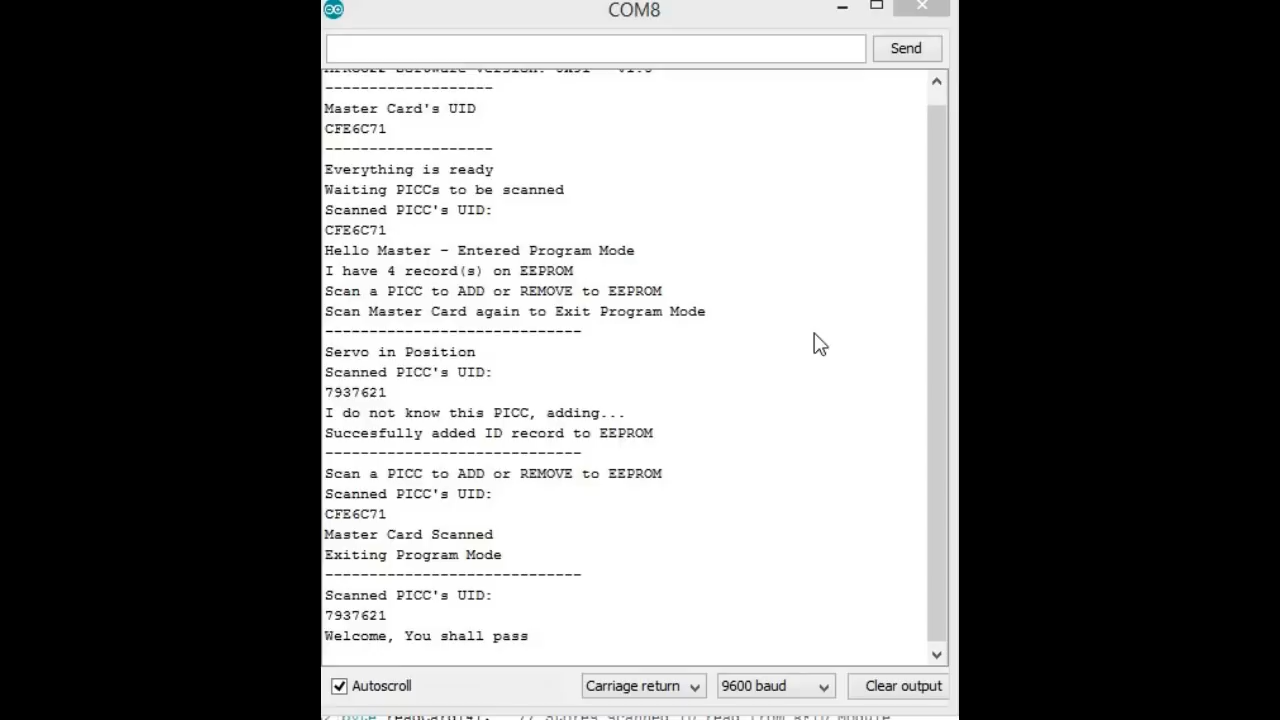 COM8
Send
-------------------
Master Card's UID
CFE6C71
-------------------
Everything is ready
Waiting PICCs to be scanned
Scanned PICC's UID:
CFE6C71
Hello Master - Entered Program Mode
I have 4 record(s) on EEPROM
Scan a PICC to ADD or REMOVE to EEPROM
Scan Master Card again to Exit Program Mode
-----------------------------
Servo in Position
Scanned PICC's UID:
7937621
I do not know this PICC, adding...
Succesfully added ID record to EEPROM
-----------------------------
Scan a PICC to ADD or REMOVE to EEPROM
Scanned PICC's UID:
CFE6C71
Master Card Scanned
Exiting Program Mode
-----------------------------
Scanned PICC's UID:
7937621
Welcome, You shall pass
Autoscroll
Carriage return
9600 baud
Clear output